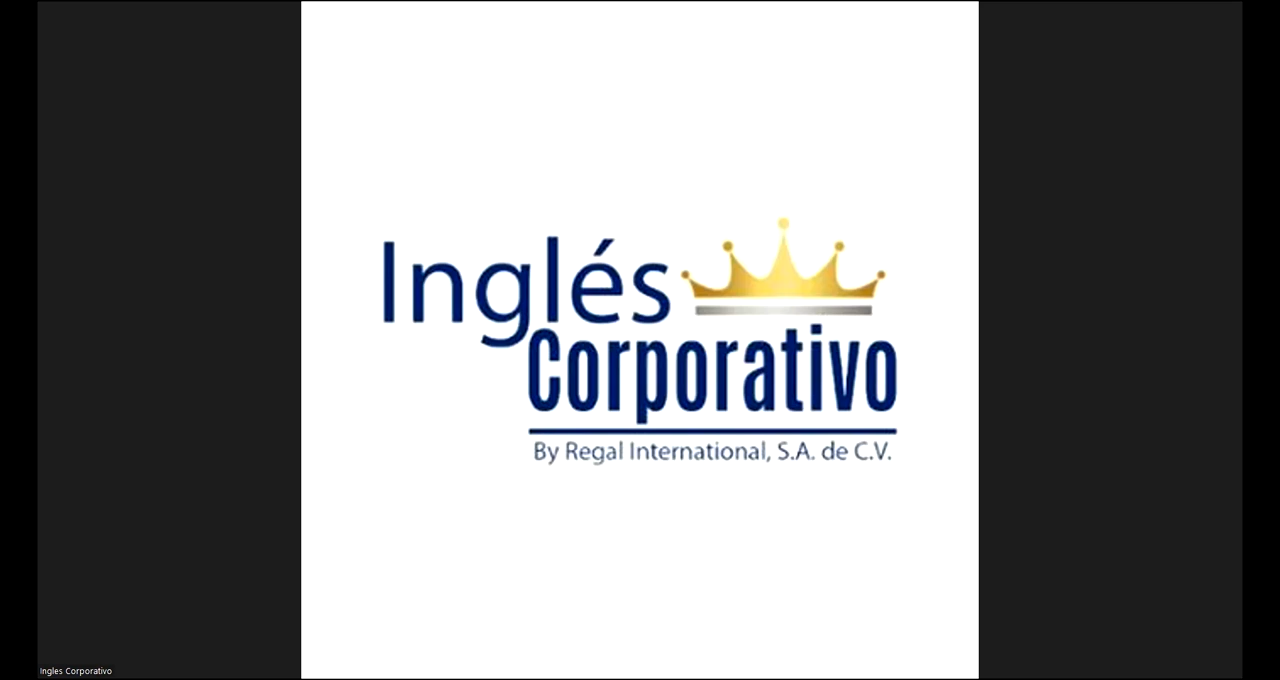 Inglés
Corporativo
By Regal International, S.A. de C.V.
Ingles Corporativo